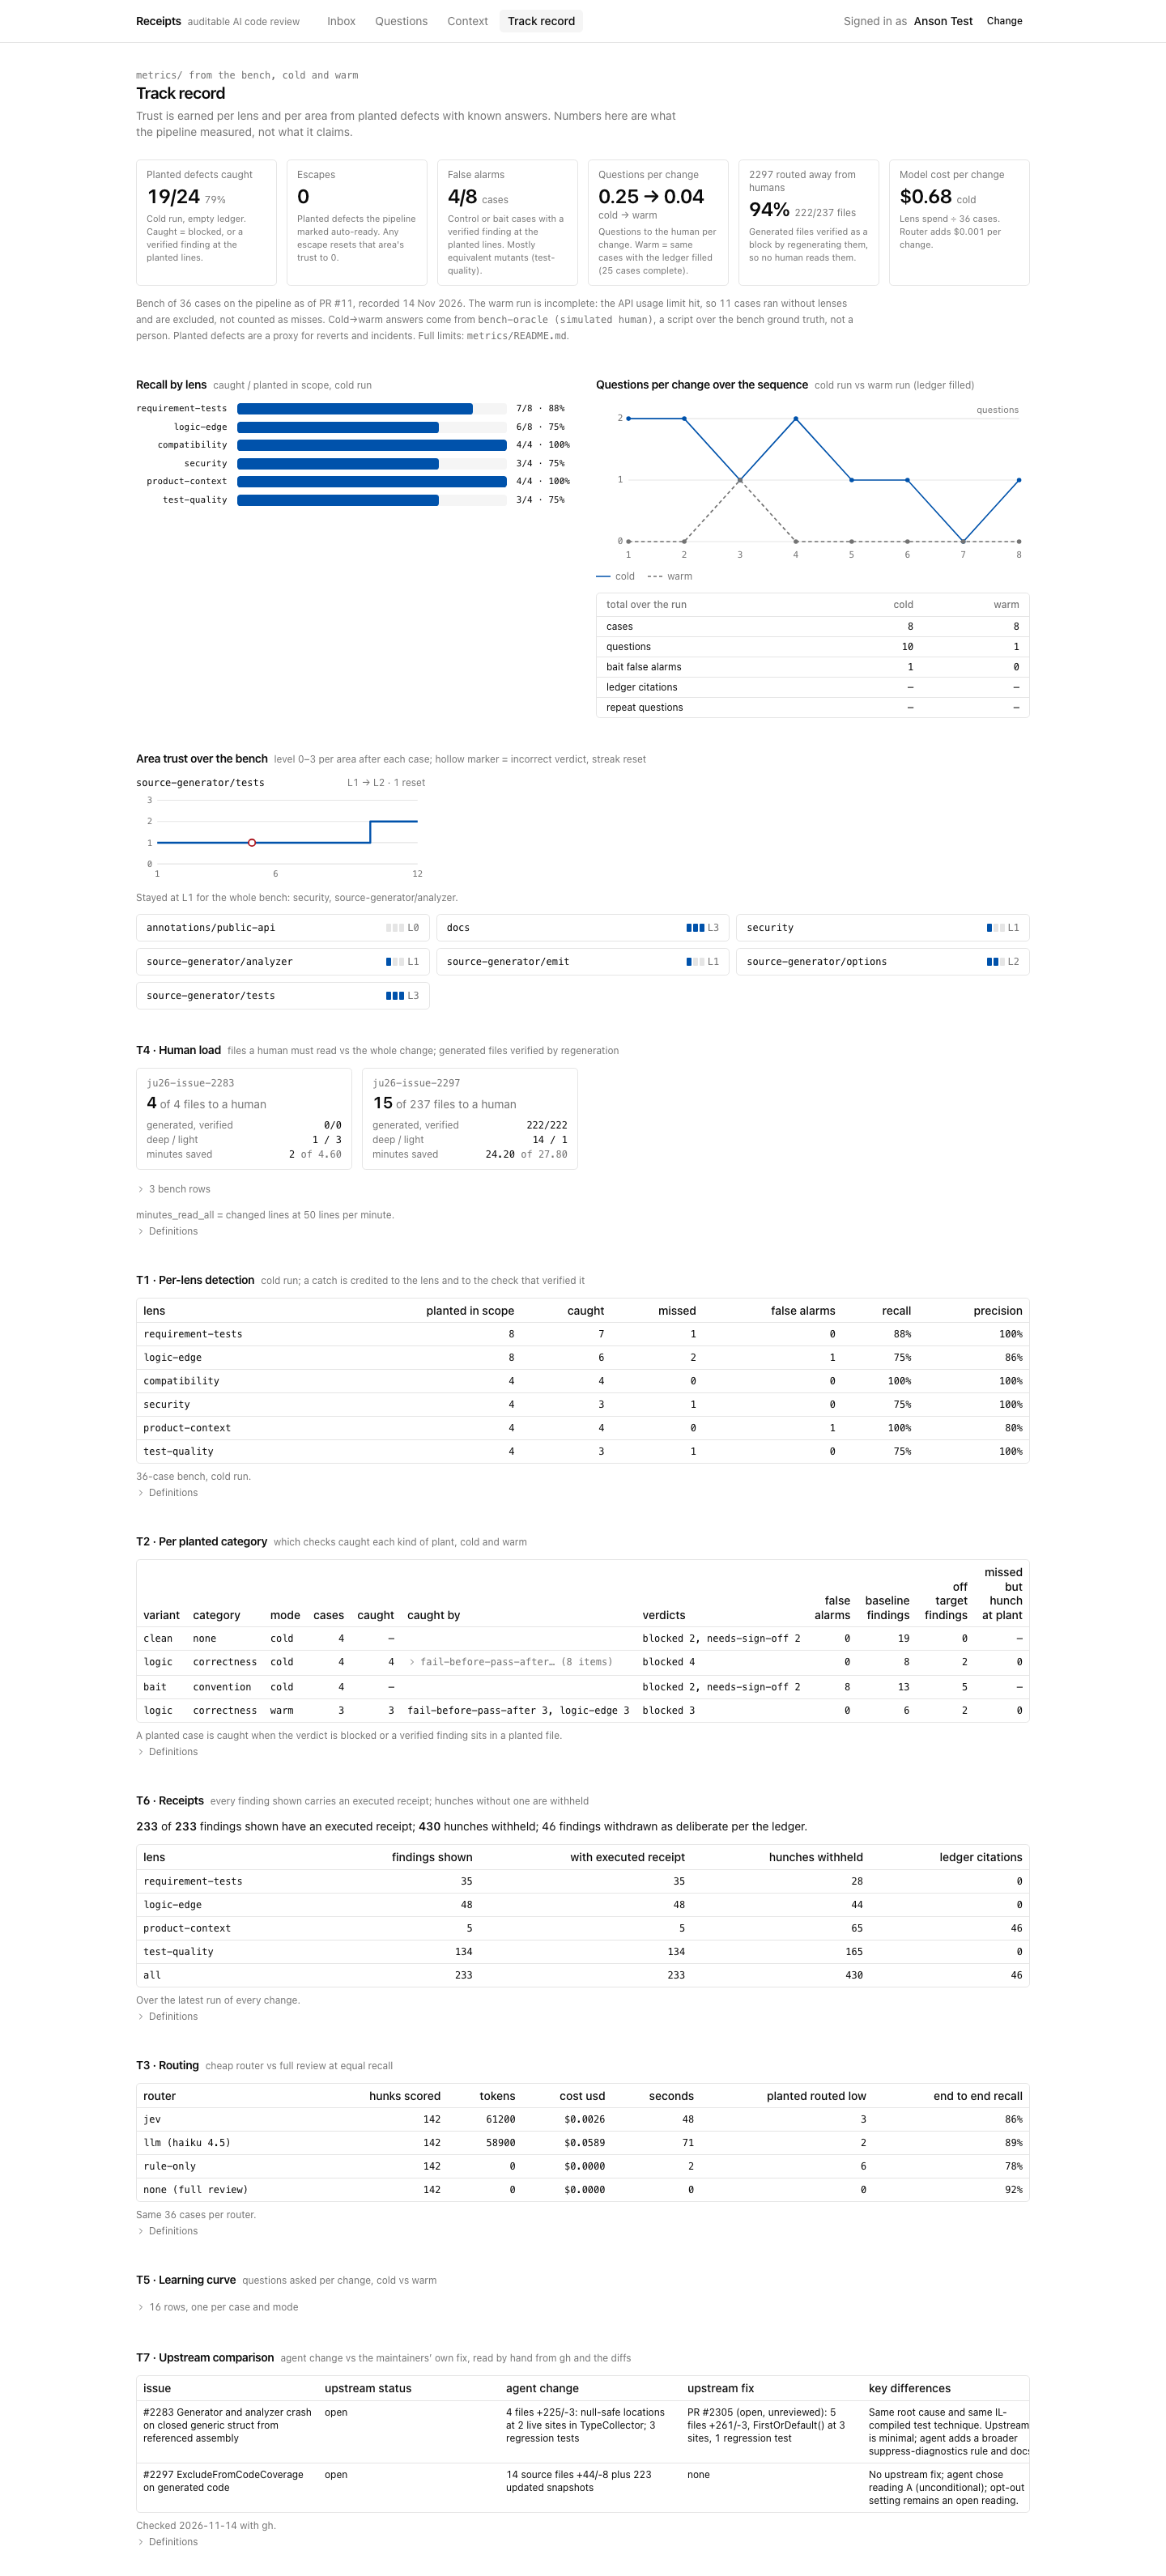 Receipts auditable AI code review Inbox Questions Context Track record Signed in as Anson Test Change
metrics/ from the bench, cold and warm
Track record
Trust is earned per lens and per area from planted defects with known answers. Numbers here are what
the pipeline measured, not what it claims.
Planted defects caught
19/24 79%
Cold run, empty ledger.
Caught = blocked, or a
verified finding at the
planted lines.
Escapes
0
Planted defects the pipeline
marked auto-ready. Any
escape resets that area's
trust to 0.
False alarms
4/8 cases
Control or bait cases with a
verified finding at the
planted lines. Mostly
equivalent mutants (test-
quality).
Questions per change
0.25 → 0.04
cold → warm
Questions to the human per
change. Warm = same
cases with the ledger filled
(25 cases complete).
2297 routed away from
humans
94% 222/237 files
Generated files verified as a
block by regenerating them,
so no human reads them.
Model cost per change
$0.68 cold
Lens spend ÷ 36 cases.
Router adds $0.001 per
change.
Bench of 36 cases on the pipeline as of PR #11, recorded 14 Nov 2026. The warm run is incomplete: the API usage limit hit, so 11 cases ran without lenses
and are excluded, not counted as misses. Cold→warm answers come from bench-oracle (simulated human), a script over the bench ground truth, not a
person. Planted defects are a proxy for reverts and incidents. Full limits: metrics/README.md.
Recall by lens caught / planted in scope, cold run
requirement-tests 7/8 · 88%
logic-edge 6/8 · 75%
compatibility 4/4 · 100%
security 3/4 · 75%
product-context 4/4 · 100%
test-quality 3/4 · 75%
Questions per change over the sequence cold run vs warm run (ledger filled)
questions
2
1
0
1 2 3 4 5 6 7 8
cold warm
total over the run cold warm
cases 8 8
questions 10 1
bait false alarms 1 0
ledger citations — —
repeat questions — —
Area trust over the bench level 0–3 per area after each case; hollow marker = incorrect verdict, streak reset
source-generator/tests L1 → L2 · 1 reset
3
2
1
0
1 6 12
Stayed at L1 for the whole bench: security, source-generator/analyzer.
annotations/public-api L0
docs L3
security L1
source-generator/analyzer L1
source-generator/emit L1
source-generator/options L2
source-generator/tests L3
T4 · Human load files a human must read vs the whole change; generated files verified by regeneration
ju26-issue-2283
4 of 4 files to a human
generated, verified 0/0
deep / light 1 / 3
minutes saved 2 of 4.60
ju26-issue-2297
15 of 237 files to a human
generated, verified 222/222
deep / light 14 / 1
minutes saved 24.20 of 27.80
3 bench rows
minutes_read_all = changed lines at 50 lines per minute.
Definitions
T1 · Per-lens detection cold run; a catch is credited to the lens and to the check that verified it
lens planted in scope caught missed false alarms recall precision
requirement-tests 8 7 1 0 88% 100%
logic-edge 8 6 2 1 75% 86%
compatibility 4 4 0 0 100% 100%
security 4 3 1 0 75% 100%
product-context 4 4 0 1 100% 80%
test-quality 4 3 1 0 75% 100%
36-case bench, cold run.
Definitions
T2 · Per planted category which checks caught each kind of plant, cold and warm
variant category mode cases caught caught by verdicts false alarms baseline findings off target findings missed but hunch at plant
clean none cold 4 — blocked 2, needs-sign-off 2 0 19 0 —
logic correctness cold 4 4 fail-before-pass-after… (8 items) blocked 4 0 8 2 0
bait convention cold 4 — blocked 2, needs-sign-off 2 8 13 5 —
logic correctness warm 3 3 fail-before-pass-after 3, logic-edge 3 blocked 3 0 6 2 0
A planted case is caught when the verdict is blocked or a verified finding sits in a planted file.
Definitions
T6 · Receipts every finding shown carries an executed receipt; hunches without one are withheld
233 of 233 findings shown have an executed receipt; 430 hunches withheld; 46 findings withdrawn as deliberate per the ledger.
lens findings shown with executed receipt hunches withheld ledger citations
requirement-tests 35 35 28 0
logic-edge 48 48 44 0
product-context 5 5 65 46
test-quality 134 134 165 0
all 233 233 430 46
Over the latest run of every change.
Definitions
T3 · Routing cheap router vs full review at equal recall
router hunks scored tokens cost usd seconds planted routed low end to end recall
jev 142 61200 $0.0026 48 3 86%
llm (haiku 4.5) 142 58900 $0.0589 71 2 89%
rule-only 142 0 $0.0000 2 6 78%
none (full review) 142 0 $0.0000 0 0 92%
Same 36 cases per router.
Definitions
T5 · Learning curve questions asked per change, cold vs warm
16 rows, one per case and mode
T7 · Upstream comparison agent change vs the maintainers' own fix, read by hand from gh and the diffs
issue upstream status agent change upstream fix key differences
#2283 Generator and analyzer crash
on closed generic struct from
referenced assembly
open
4 files +225/-3: null-safe locations
at 2 live sites in TypeCollector; 3
regression tests
PR #2305 (open, unreviewed): 5
files +261/-3, FirstOrDefault() at 3
sites, 1 regression test
Same root cause and same IL-
compiled test technique. Upstream
is minimal; agent adds a broader
suppress-diagnostics rule and docs
#2297 ExcludeFromCodeCoverage
on generated code
open
14 source files +44/-8 plus 223
updated snapshots
none
No upstream fix; agent chose
reading A (unconditional); opt-out
setting remains an open reading.
Checked 2026-11-14 with gh.
Definitions